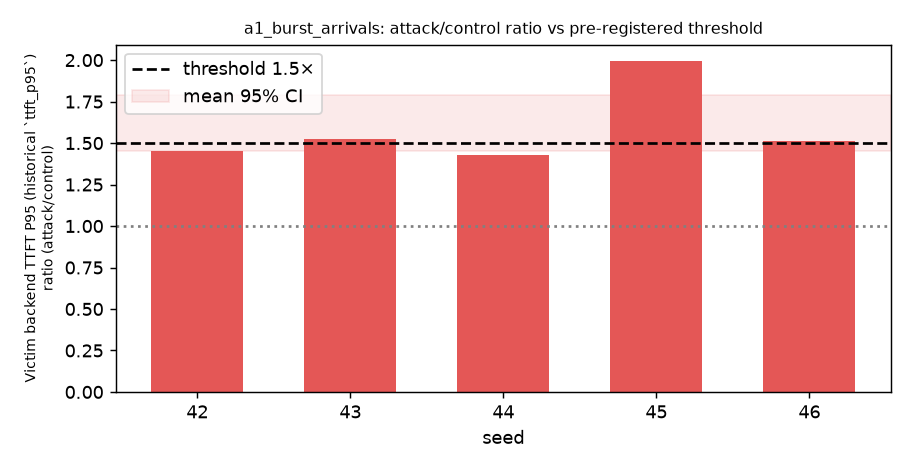 a1_burst_arrivals: attack/control ratio vs pre-registered threshold
Victim backend TTFT P95 (historical `ttft_p95`)
ratio (attack/control)
2.00
1.75
1.50
1.25
1.00
0.75
0.50
0.25
0.00
threshold 1.5×
mean 95% CI
42 43 44 45 46
seed